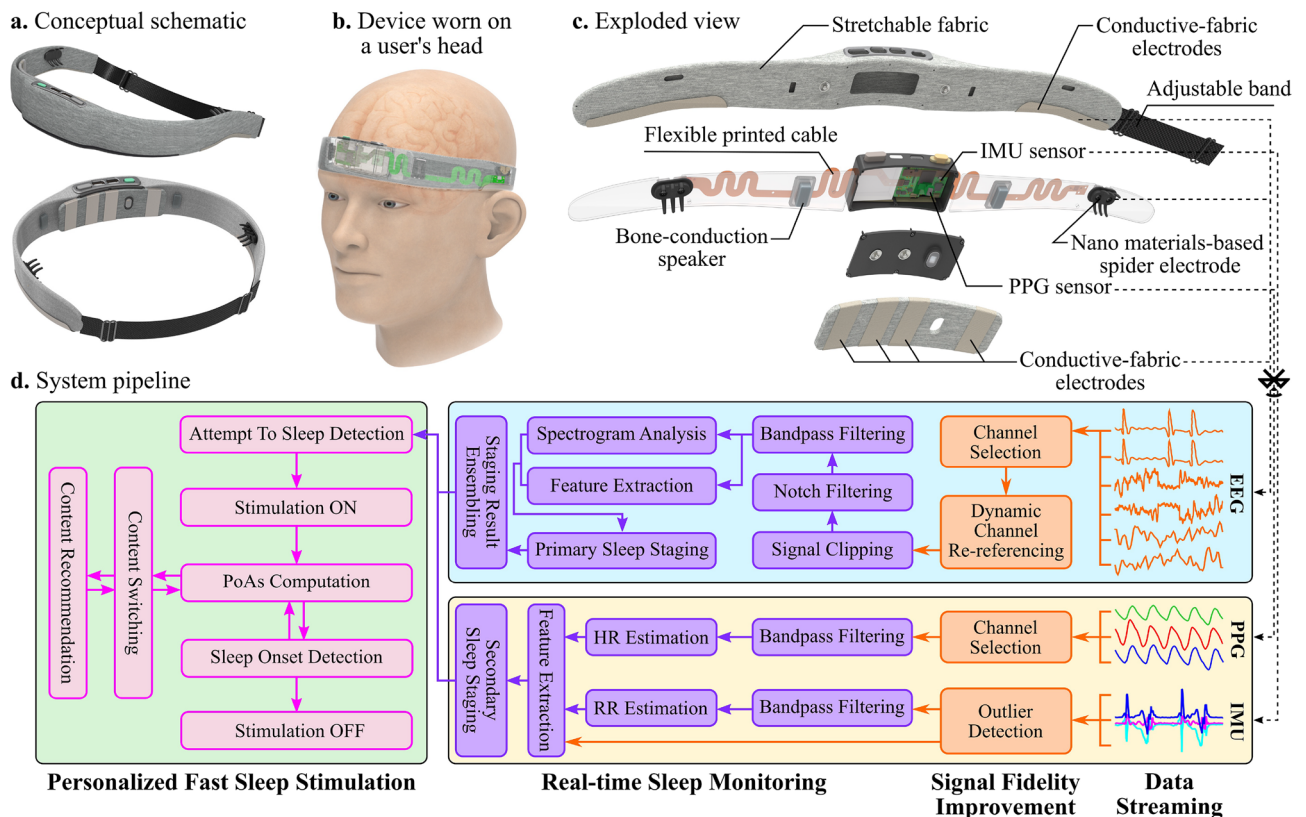 a. Conceptual schematic
b. Device worn on
a user's head
c. Exploded view
Stretchable fabric
Conductive-fabric
electrodes
Adjustable band
Flexible printed cable
IMU sensor
Bone-conduction
speaker
Nano materials-based
spider electrode
PPG sensor
Conductive-fabric
electrodes
d. System pipeline
Attempt To Sleep Detection
Stimulation ON
PoAs Computation
Sleep Onset Detection
Stimulation OFF
Content Switching
Content Recommendation
Staging Result
Ensembling
Spectrogram Analysis
Feature Extraction
Primary Sleep Staging
Bandpass Filtering
Notch Filtering
Signal Clipping
Channel
Selection
Dynamic
Channel
Re-referencing
EEG
Secondary
Sleep Staging
Feature Extraction
HR Estimation
Bandpass Filtering
Channel
Selection
PPG
RR Estimation
Bandpass Filtering
Outlier
Detection
IMU
Personalized Fast Sleep Stimulation
Real-time Sleep Monitoring
Signal Fidelity
Improvement
Data
Streaming